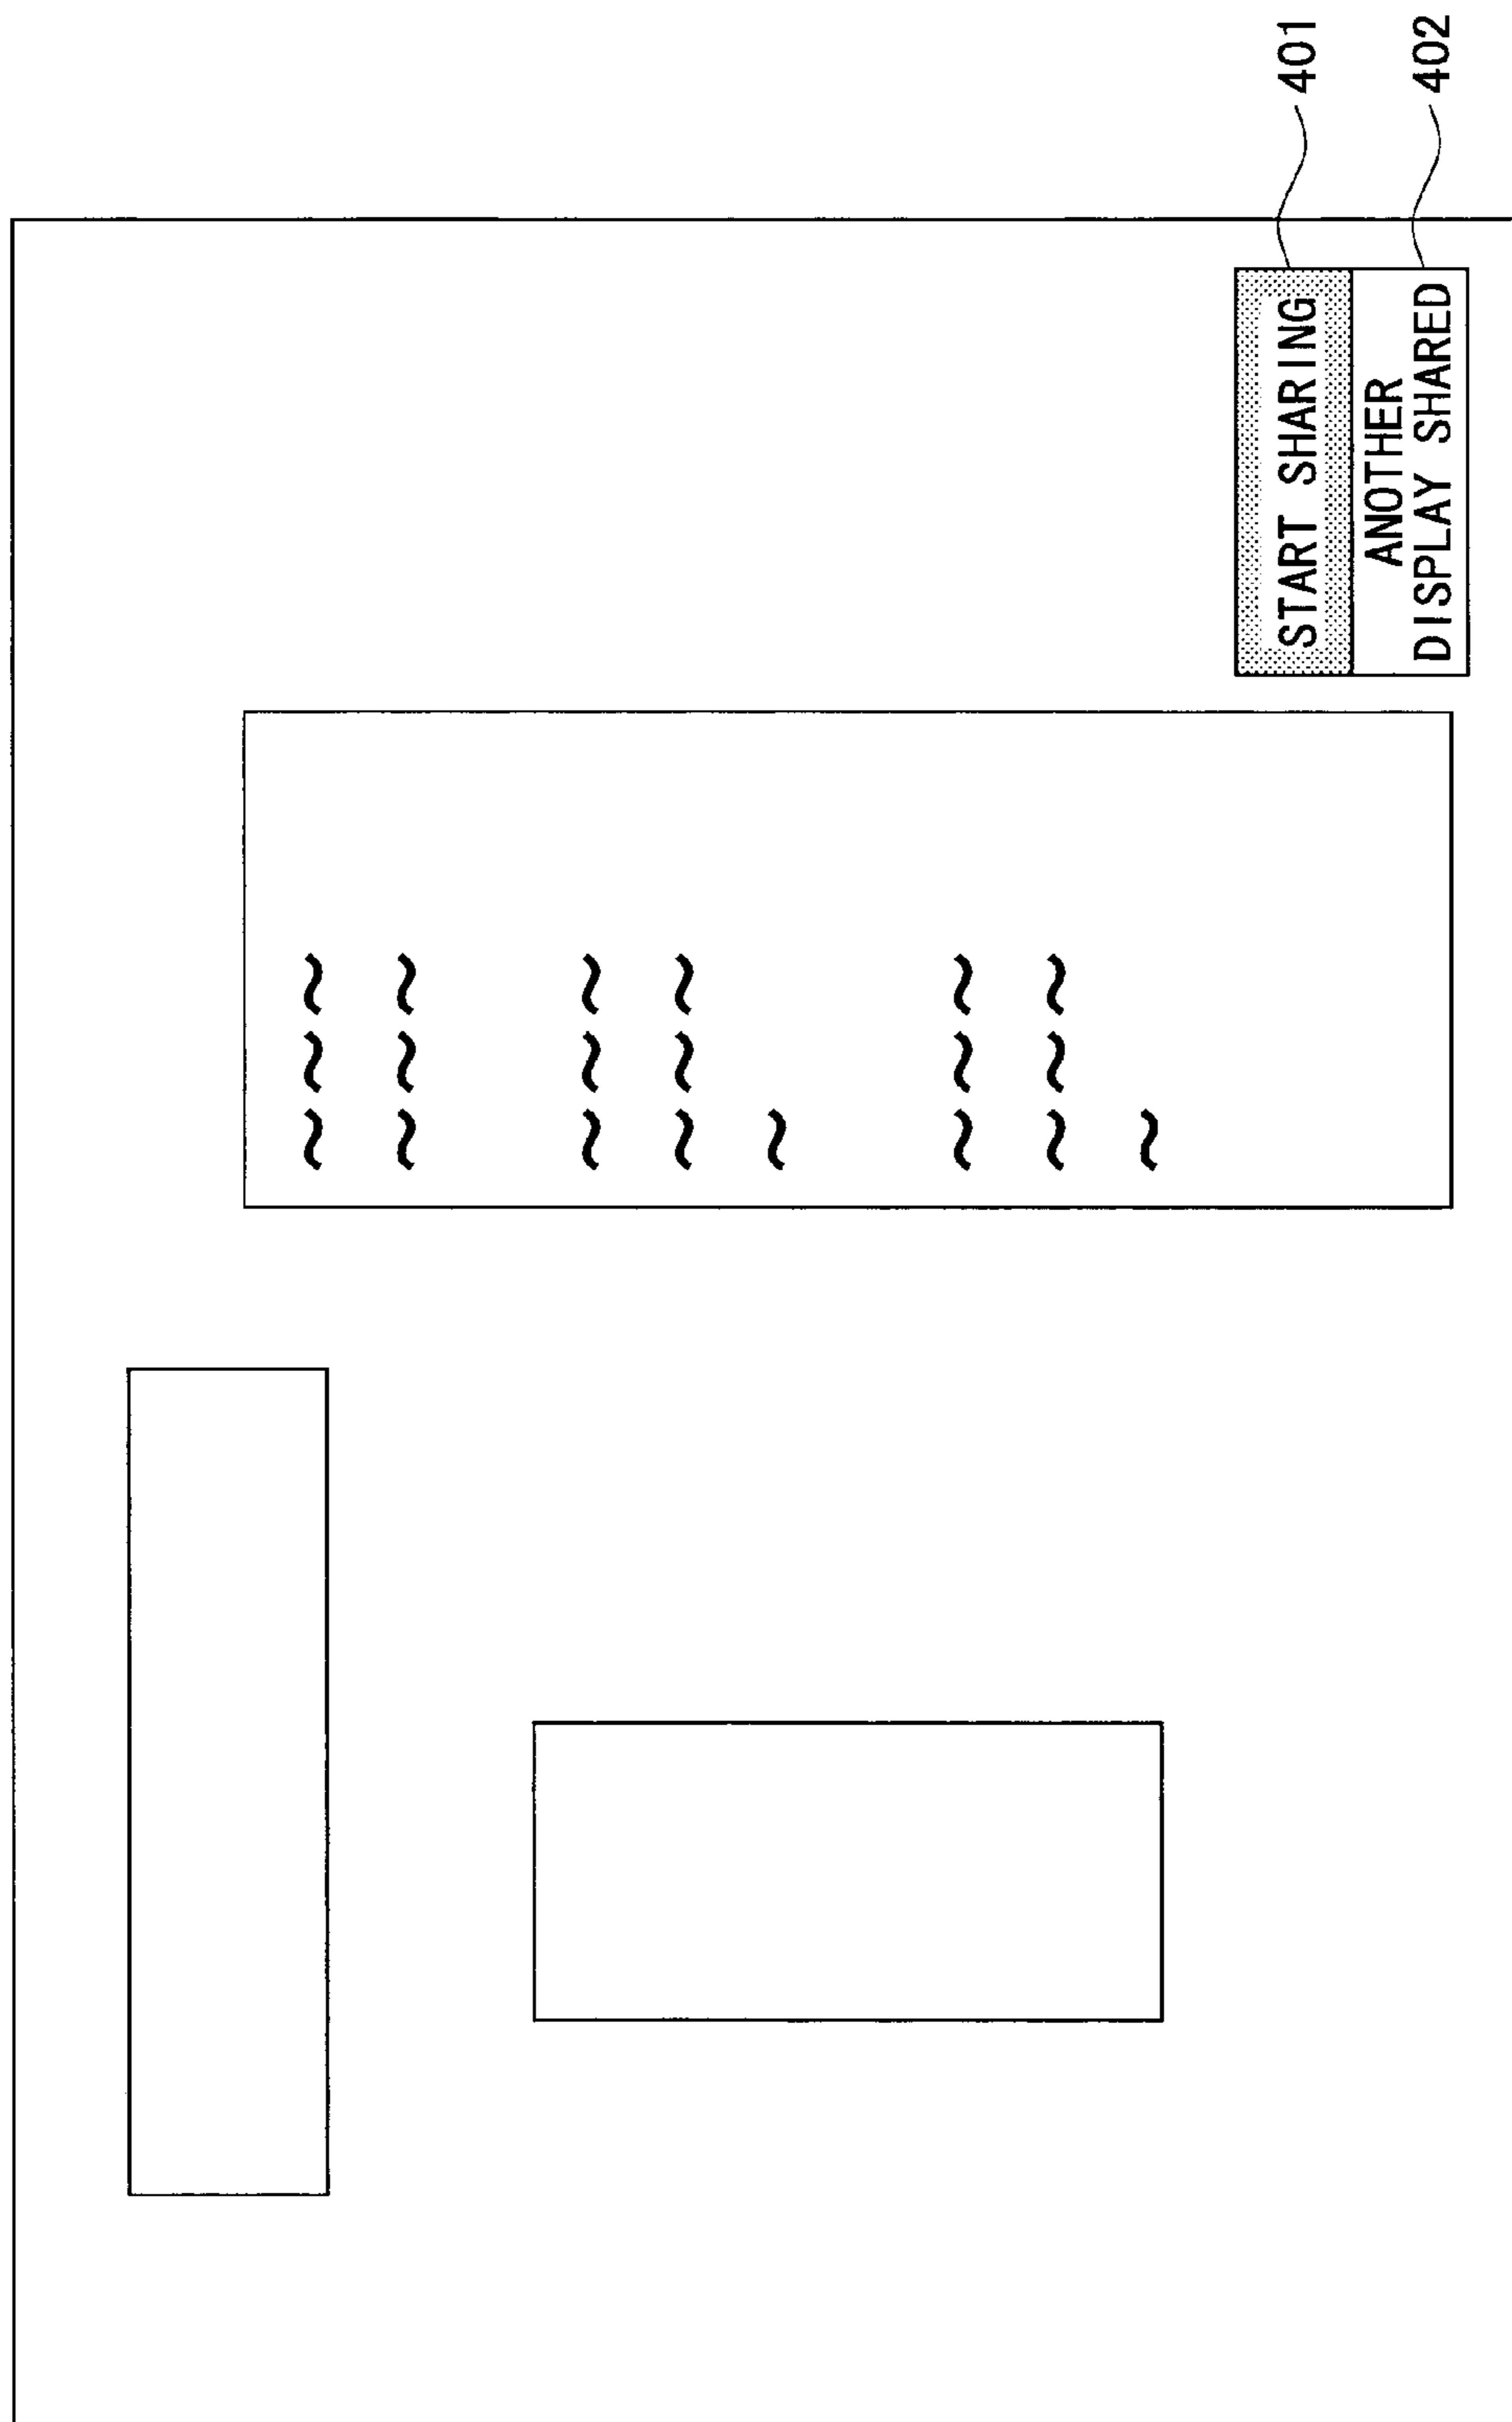 START SHARING
401
ANOTHER
DISPLAY SHARED
402